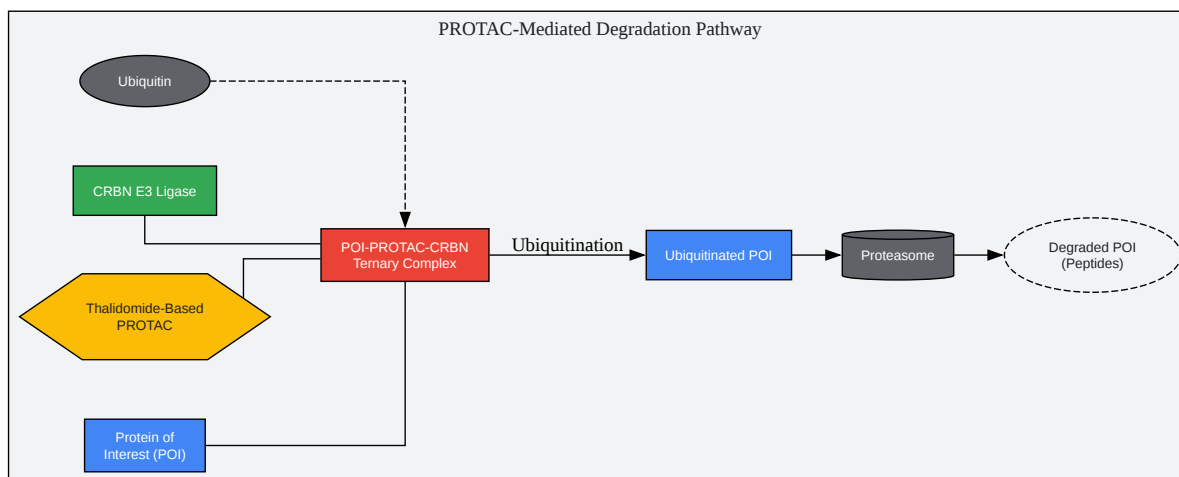 PROTAC-Mediated Degradation Pathway
Ubiquitin
CRBN E3 Ligase
POI-PROTAC-CRBN
Ternary Complex
Ubiquitination
Ubiquitinated POI
Proteasome
Degraded POI
(Peptides)
Thalidomide-Based
PROTAC
Protein of
Interest (POI)